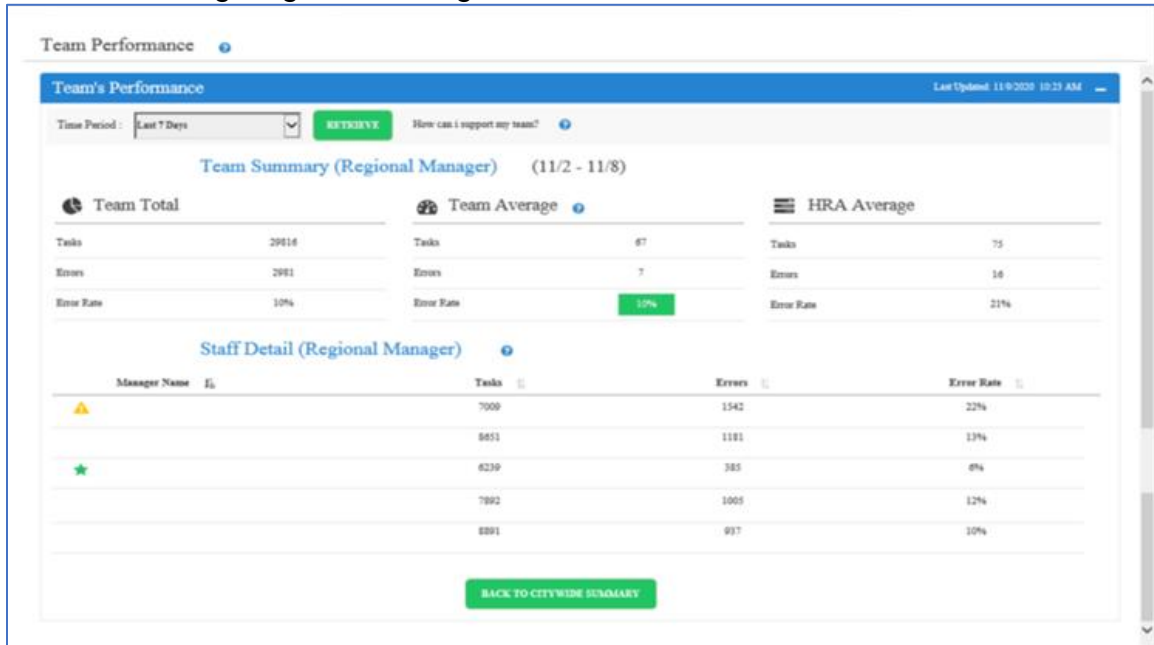 Team Performance
Team's Performance Last Updated: 11/9/2020 10:23 AM
Time Period : Last 7 Days RETRIEVE How can i support my team?
Team Summary (Regional Manager) (11/2 - 11/8)
Team Total Team Average HRA Average
Tasks 29816 Tasks 67 Tasks 75
Errors 2981 Errors 7 Errors 16
Error Rate 10% Error Rate 10% Error Rate 21%
Staff Detail (Regional Manager)
Manager Name Tasks Errors Error Rate
7009 1542 22%
8651 1181 13%
6239 385 6%
7892 1005 12%
8891 937 10%
BACK TO CITYWIDE SUMMARY